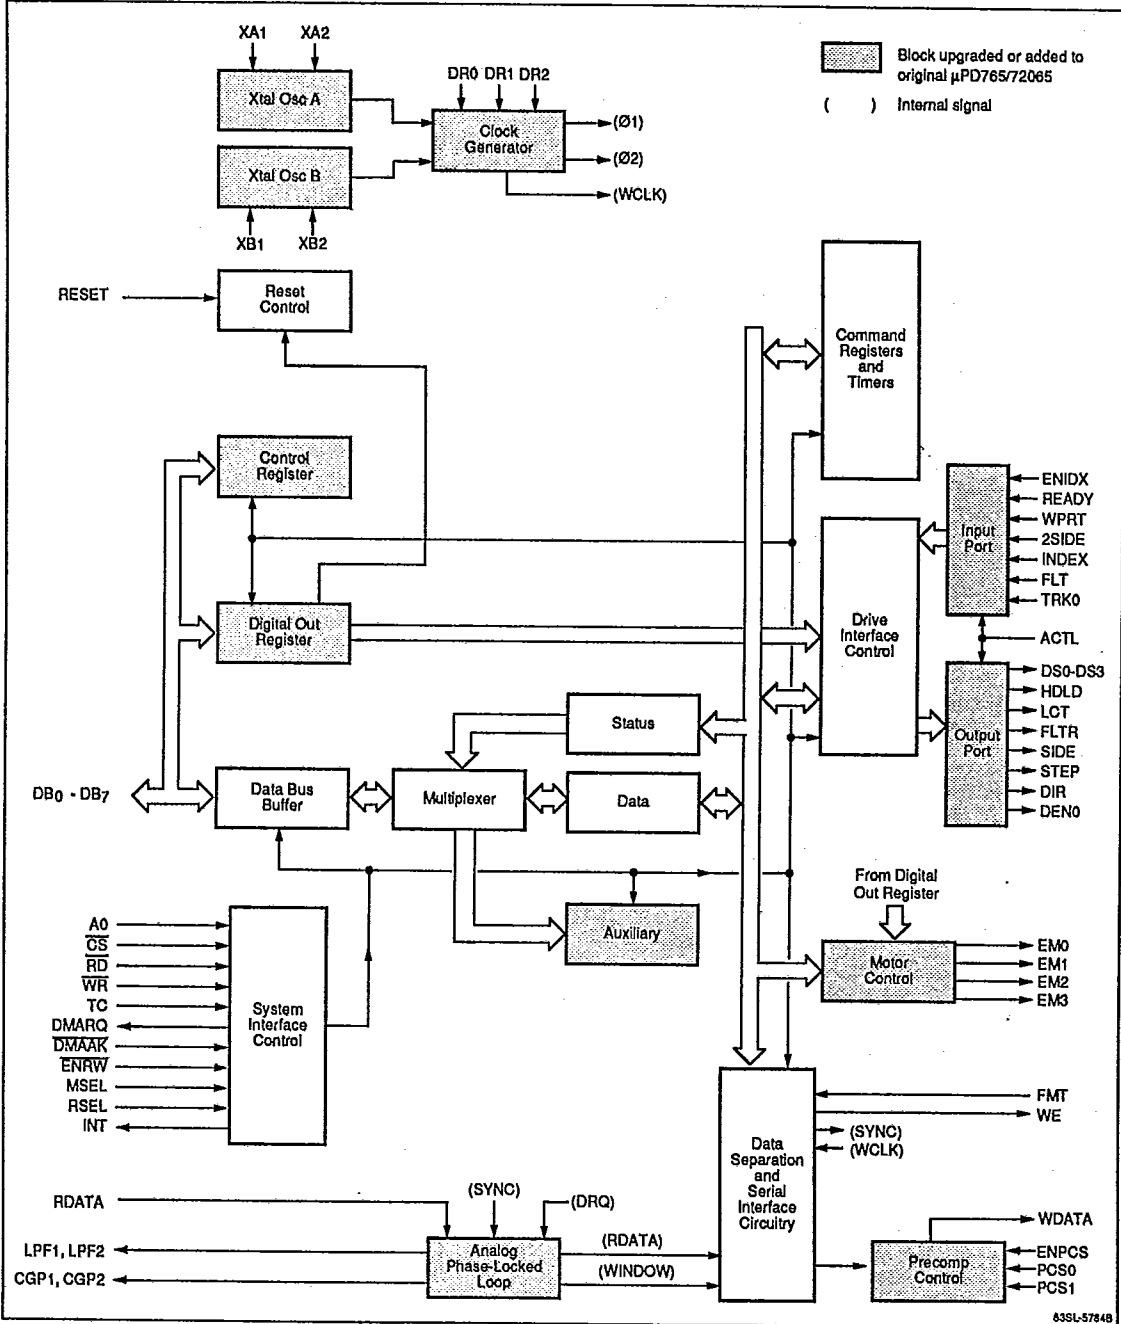 XA1 XA2
Xtal Osc A
DR0 DR1 DR2
Clock
Generator
(Ø1)
(Ø2)
(WCLK)
Xtal Osc B
XB1 XB2
Block upgraded or added to
original µPD765/72065
( ) Internal signal
RESET
Reset
Control
Command
Registers
and
Timers
Control
Register
Digital Out
Register
Input
Port
ENIDX
READY
WPRT
2SIDE
INDEX
FLT
TRK0
ACTL
Drive
Interface
Control
Output
Port
DS0-DS3
HDLD
LCT
FLTR
SIDE
STEP
DIR
DEN0
Status
DB0 - DB7
Data Bus
Buffer
Multiplexer
Data
Auxiliary
From Digital
Out Register
Motor
Control
EM0
EM1
EM2
EM3
A0
C̅S̅
R̅D̅
W̅R̅
TC
DMARQ
D̅M̅A̅A̅K̅
E̅N̅R̅W̅
MSEL
RSEL
INT
System
Interface
Control
Data
Separation
and
Serial
Interface
Circuitry
FMT
WE
(SYNC)
(WCLK)
RDATA
(SYNC)
(DRQ)
LPF1, LPF2
CGP1, CGP2
Analog
Phase-Locked
Loop
(RDATA)
(WINDOW)
WDATA
Precomp
Control
ENPCS
PCS0
PCS1
83SL-5784B